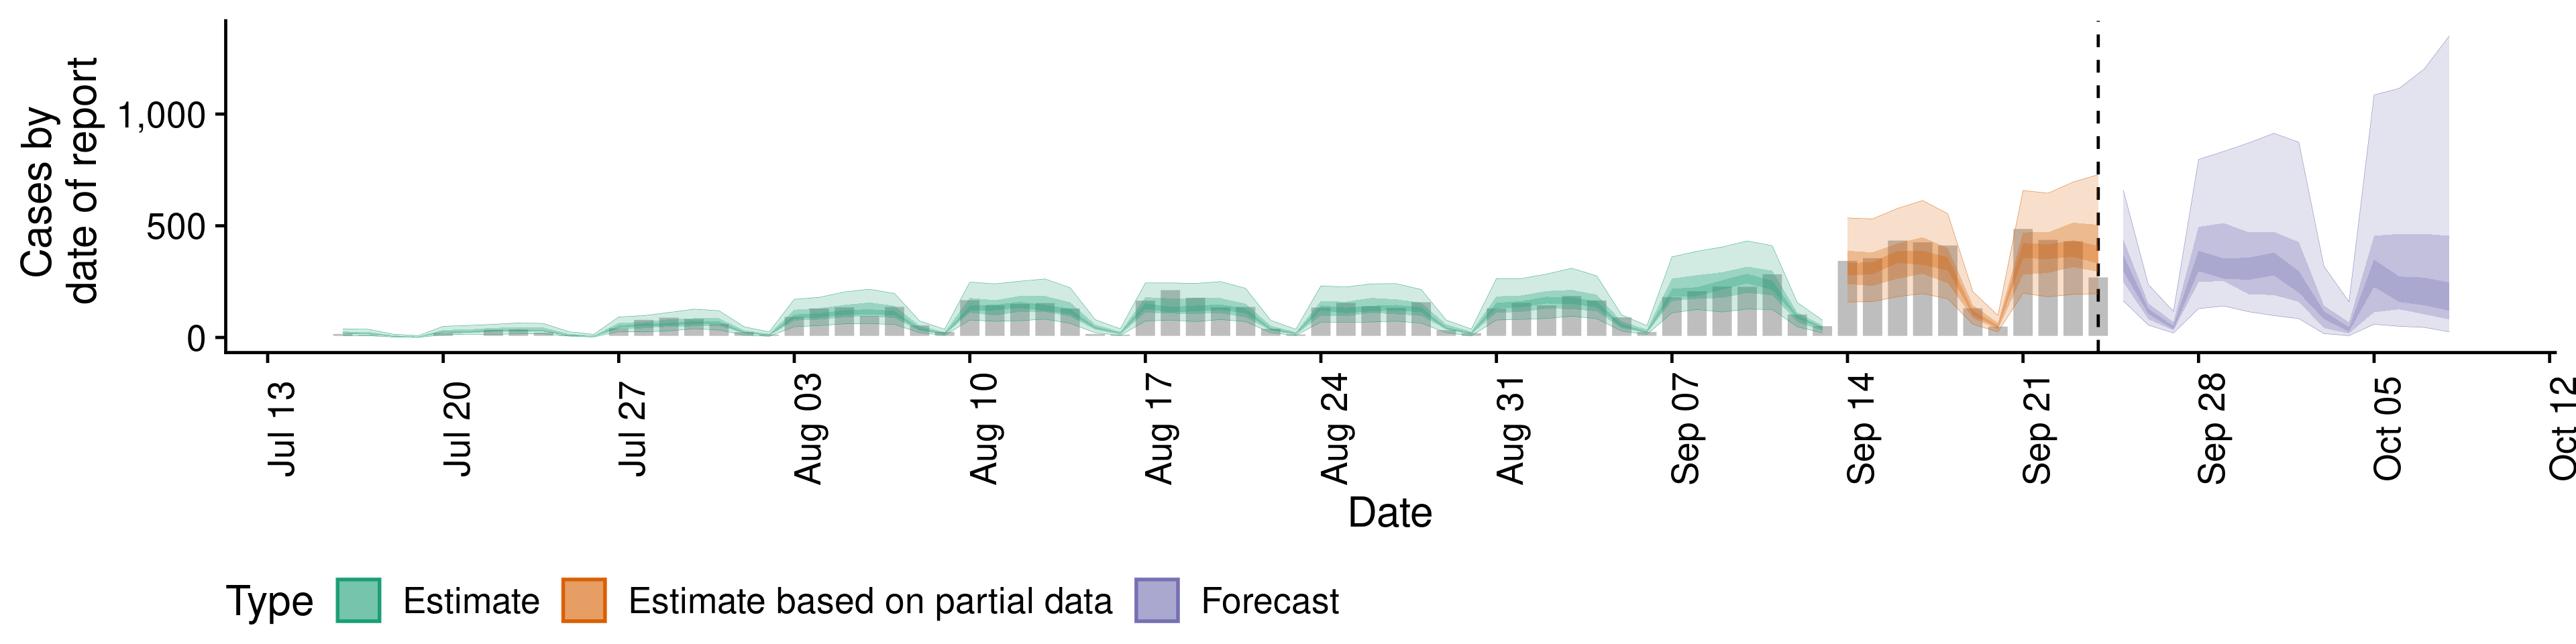 Cases by
date of report
1,000
500
0
Jul 13
Jul 20
Jul 27
Aug 03
Aug 10
Aug 17
Aug 24
Aug 31
Sep 07
Sep 14
Sep 21
Sep 28
Oct 05
Oct 12
Date
Type Estimate Estimate based on partial data Forecast